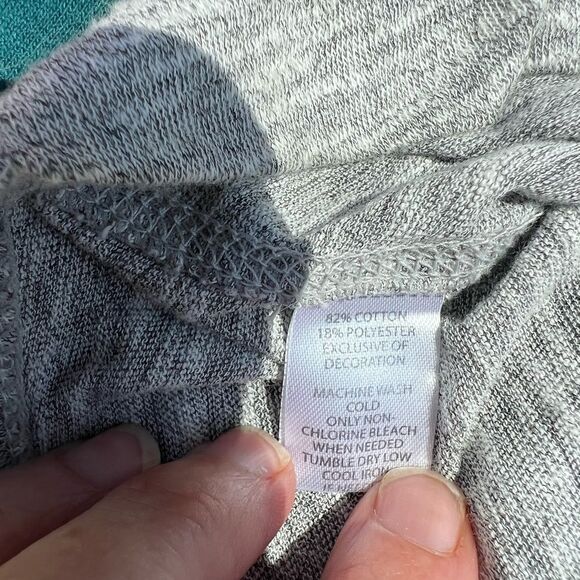 82% COTTON
18% POLYESTER
EXCLUSIVE OF
DECORATION
MACHINE WASH
COLD
ONLY NON-
CHLORINE BLEACH
WHEN NEEDED
TUMBLE DRY LOW
COOL IRON